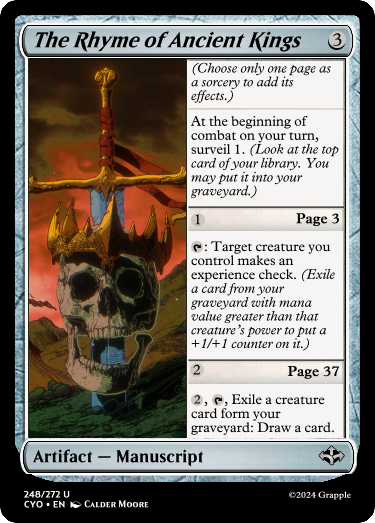 The Rhyme of Ancient Kings 3
(Choose only one page as
a sorcery to add its
effects.)
At the beginning of
combat on your turn,
surveil 1. (Look at the top
card of your library. You
may put it into your
graveyard.)
1 Page 3
: Target creature you
control makes an
experience check. (Exile
a card from your
graveyard with mana
value greater than that
creature's power to put a
+1/+1 counter on it.)
2 Page 37
2, , Exile a creature
card form your
graveyard: Draw a card.
Artifact — Manuscript
248/272 U
CYO • EN Calder Moore
©2024 Grapple